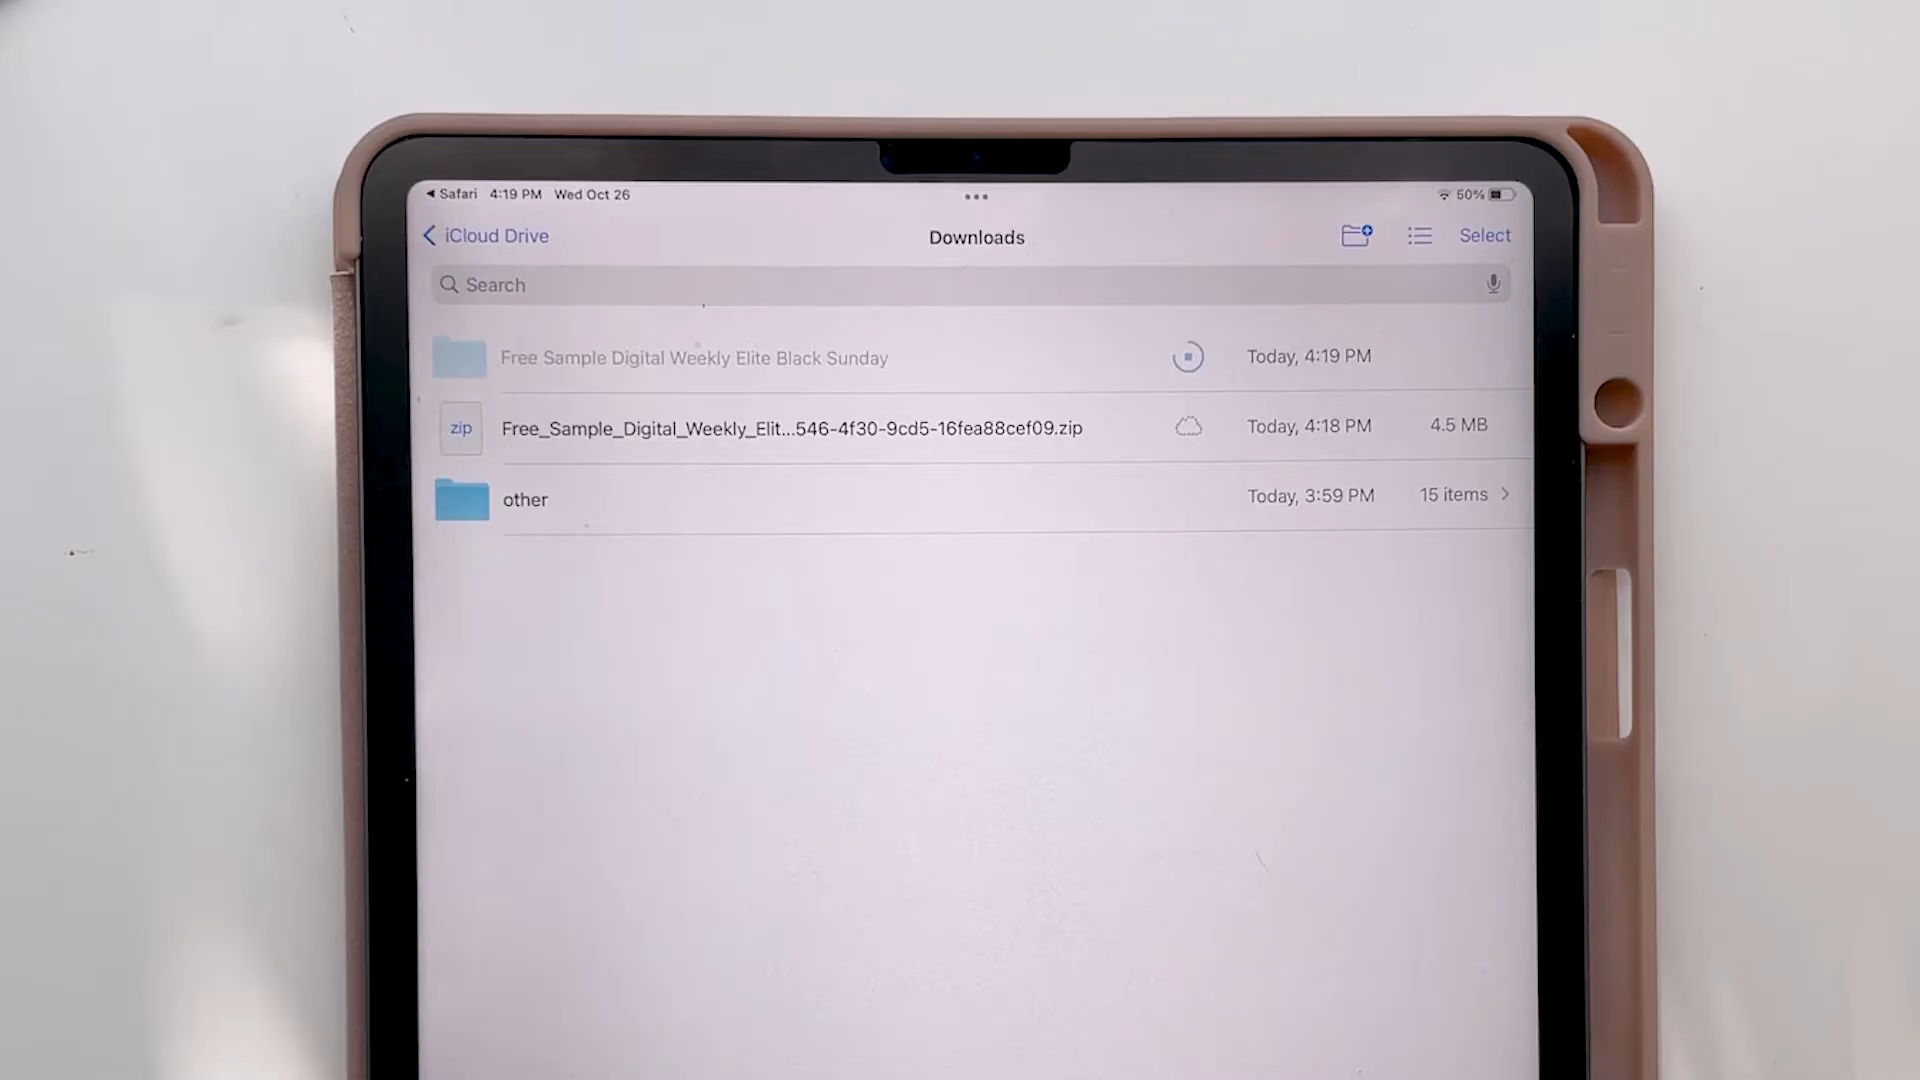 ◀ Safari 4:19 PM Wed Oct 26 50%
iCloud Drive Downloads Select
Search
Free Sample Digital Weekly Elite Black Sunday Today, 4:19 PM
zip Free_Sample_Digital_Weekly_Elit...546-4f30-9cd5-16fea88cef09.zip Today, 4:18 PM 4.5 MB
other Today, 3:59 PM 15 items